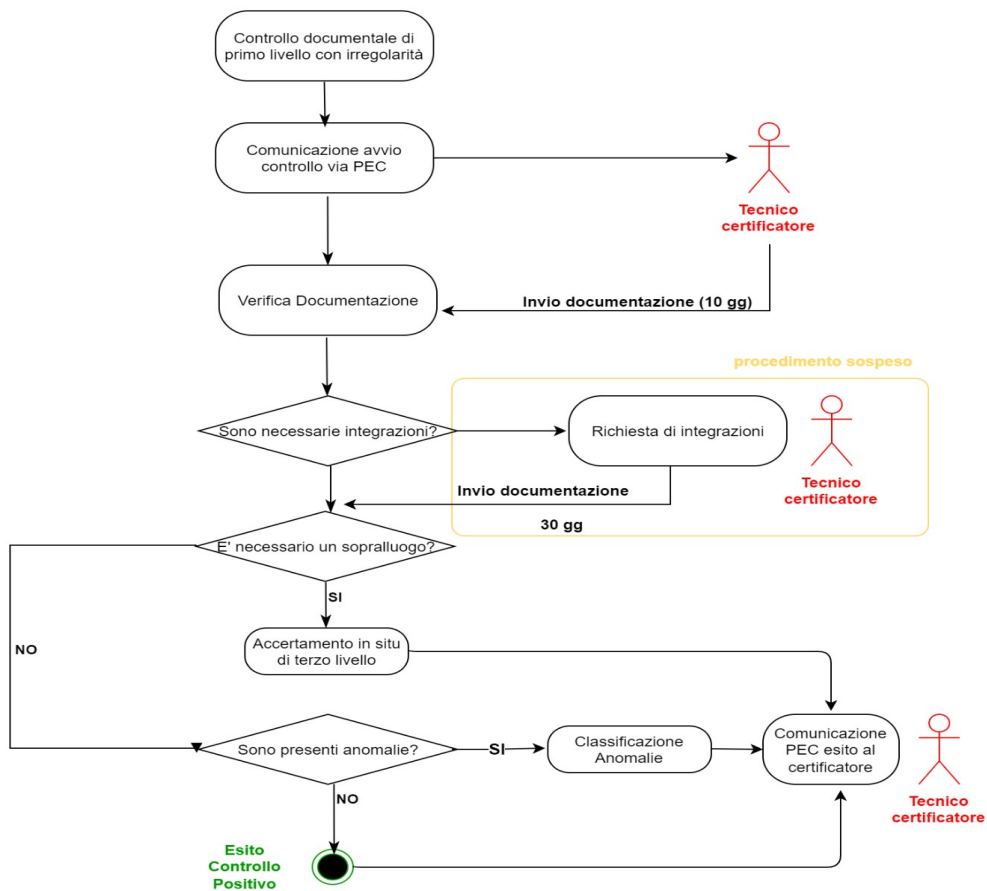 Controllo documentale di
primo livello con irregolarità
Comunicazione avvio
controllo via PEC
Tecnico
certificatore
Verifica Documentazione
Invio documentazione (10 gg)
procedimento sospeso
Sono necessarie integrazioni?
Richiesta di integrazioni
Tecnico
certificatore
Invio documentazione
30 gg
E' necessario un sopralluogo?
SI
NO
Accertamento in situ
di terzo livello
Sono presenti anomalie?
SI
Classificazione
Anomalie
Comunicazione
PEC esito al
certificatore
Tecnico
certificatore
NO
Esito
Controllo
Positivo